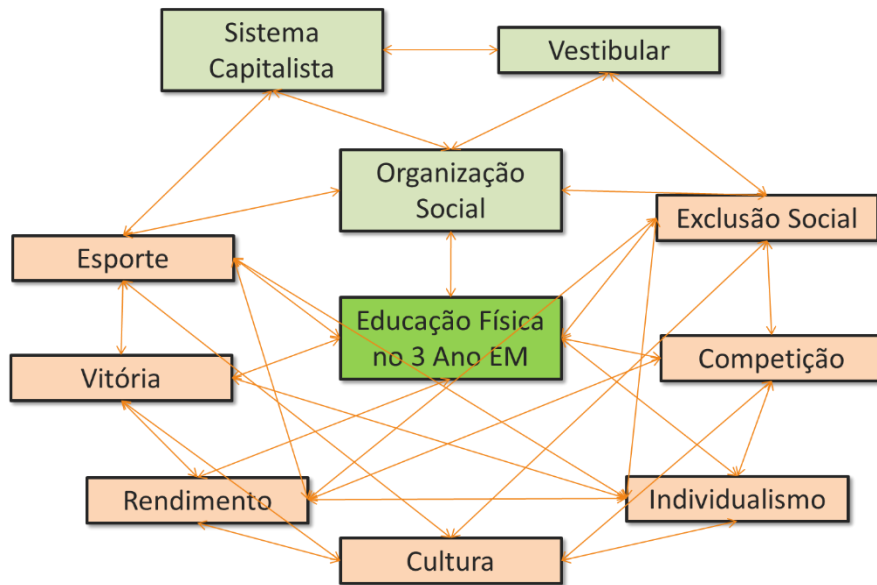 Sistema
Capitalista
Vestibular
Organização
Social
Exclusão Social
Esporte
Educação Física
no 3 Ano EM
Vitória
Competição
Rendimento
Individualismo
Cultura